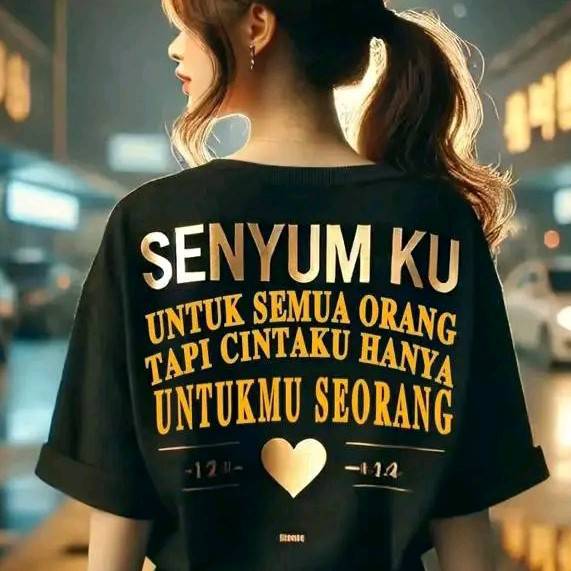 SENYUM KU
UNTUK SEMUA ORANG
TAPI CINTAKU HANYA
UNTUKMU SEORANG